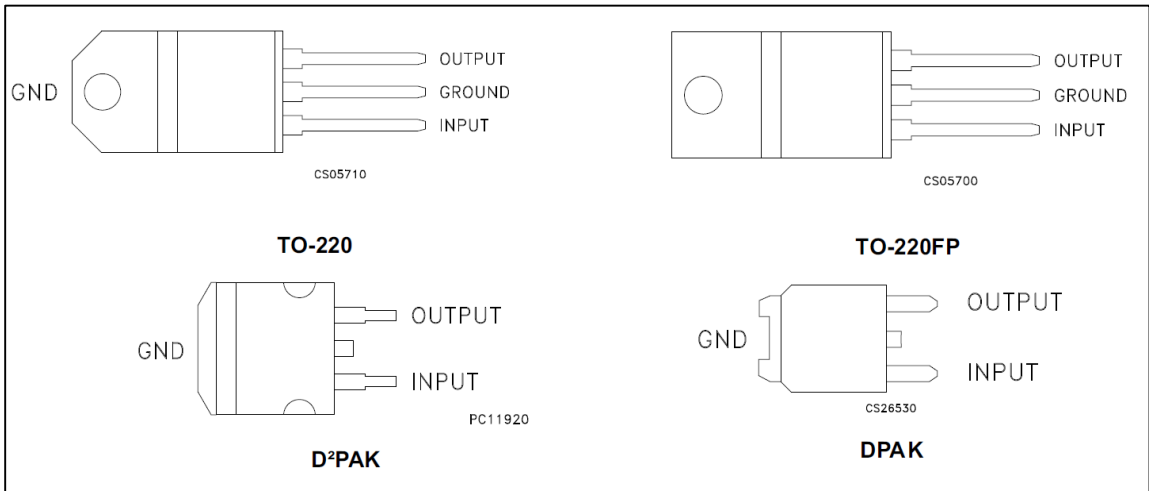 GND
OUTPUT
GROUND
INPUT
CS05710
TO-220
OUTPUT
GROUND
INPUT
CS05700
TO-220FP
GND
OUTPUT
INPUT
PC11920
D²PAK
GND
OUTPUT
INPUT
CS26530
DPAK